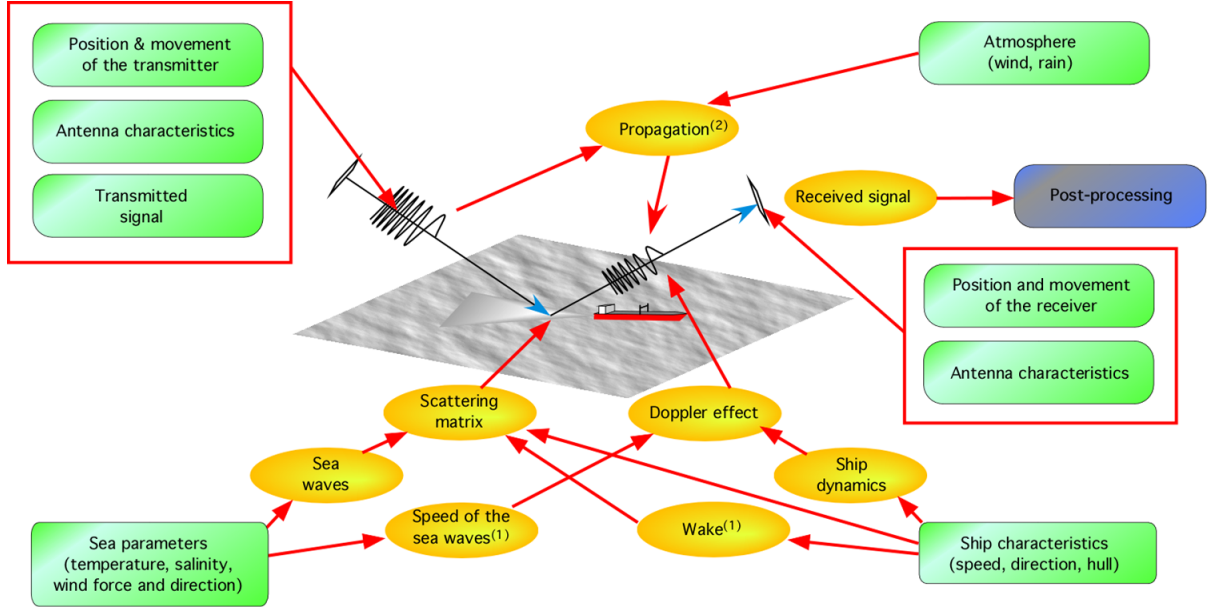 Position & movement
of the transmitter
Antenna characteristics
Transmitted
signal
Atmosphere
(wind, rain)
Propagation(2)
Received signal
Post-processing
Position and movement
of the receiver
Antenna characteristics
Scattering
matrix
Doppler effect
Sea
waves
Ship
dynamics
Speed of the
sea waves(1)
Wake(1)
Sea parameters
(temperature, salinity,
wind force and direction)
Ship characteristics
(speed, direction, hull)